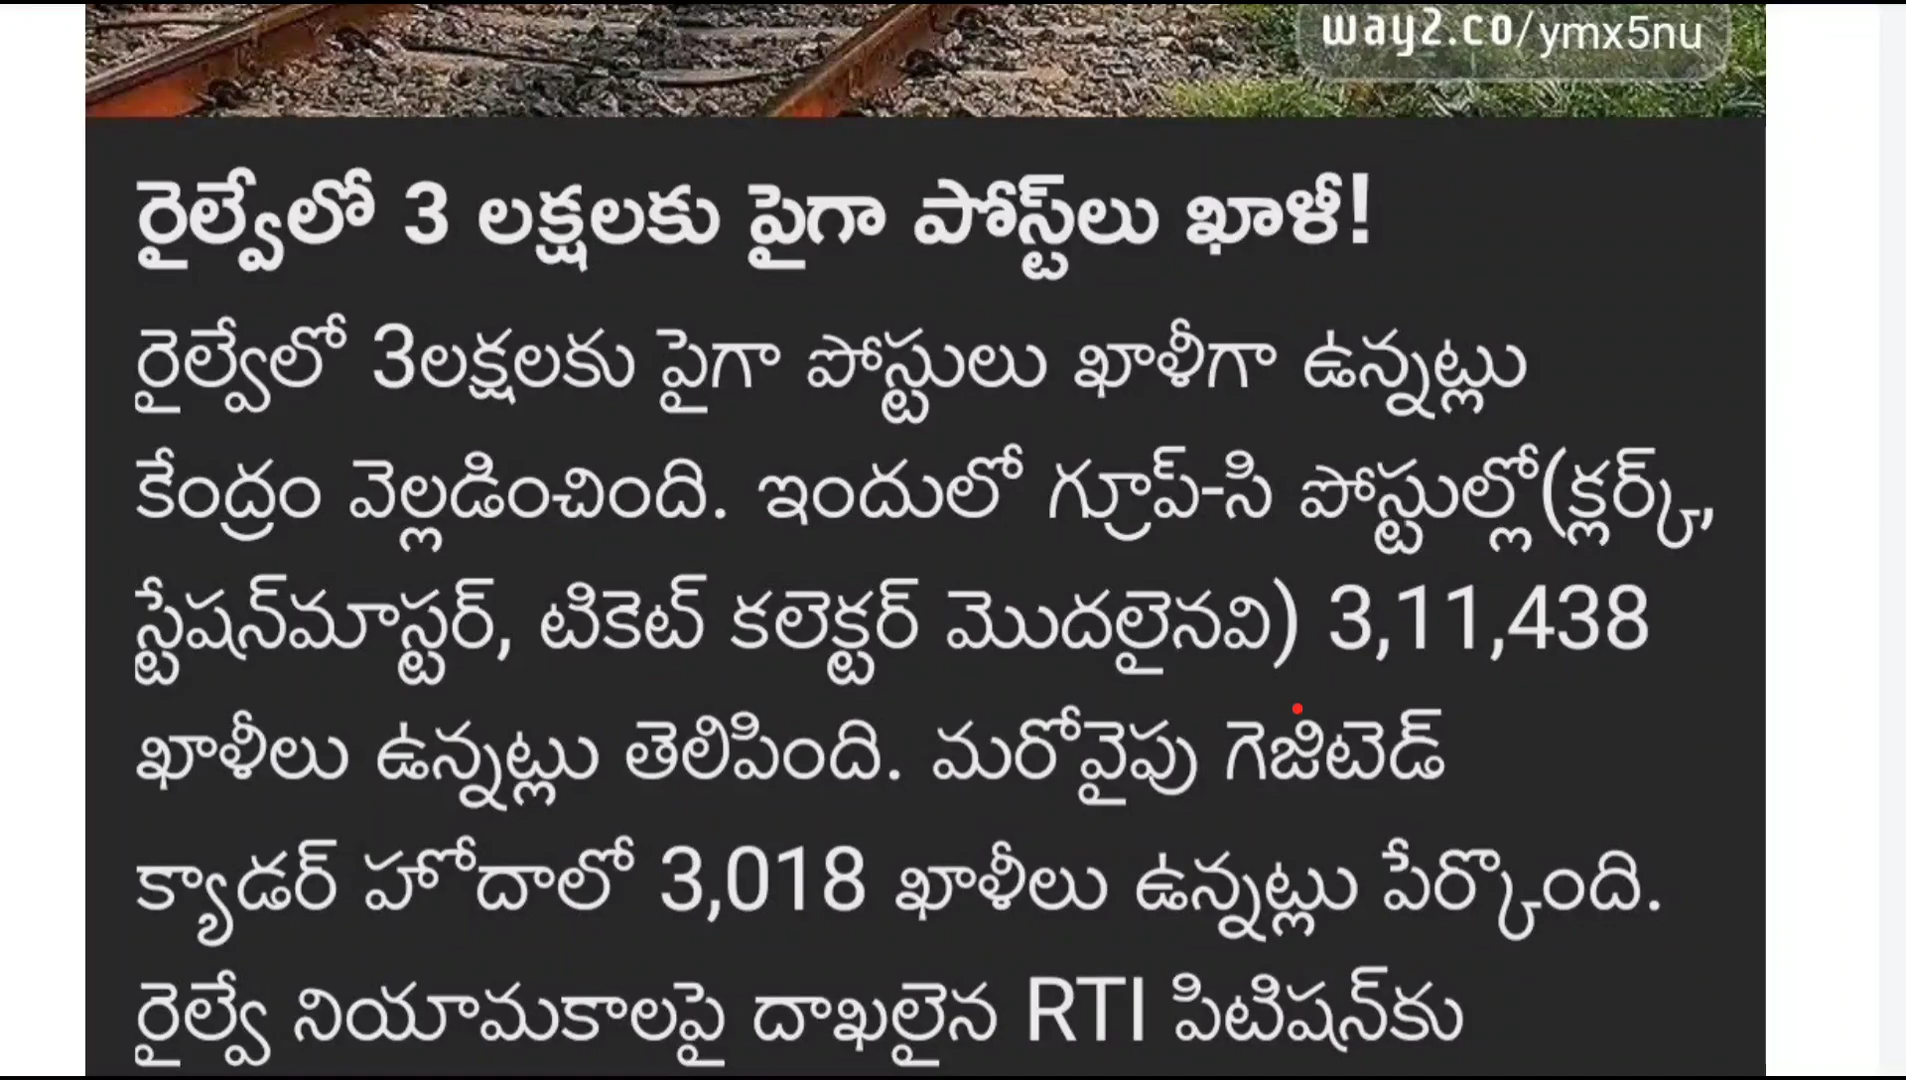 way2.co/ymx5nu
రైల్వేలో 3 లక్షలకు పైగా పోస్ట్‌లు ఖాళీ!
రైల్వేలో 3లక్షలకు పైగా పోస్టులు ఖాళీగా ఉన్నట్లు
కేంద్రం వెల్లడించింది. ఇందులో గ్రూప్-సి పోస్టుల్లో(క్లర్క్,
స్టేషన్‌మాస్టర్, టికెట్ కలెక్టర్ మొదలైనవి) 3,11,438
ఖాళీలు ఉన్నట్లు తెలిపింది. మరోవైపు గెజిటెడ్
క్యాడర్ హోదాలో 3,018 ఖాళీలు ఉన్నట్లు పేర్కొంది.
రైల్వే నియామకాలపై దాఖలైన RTI పిటిషన్‌కు